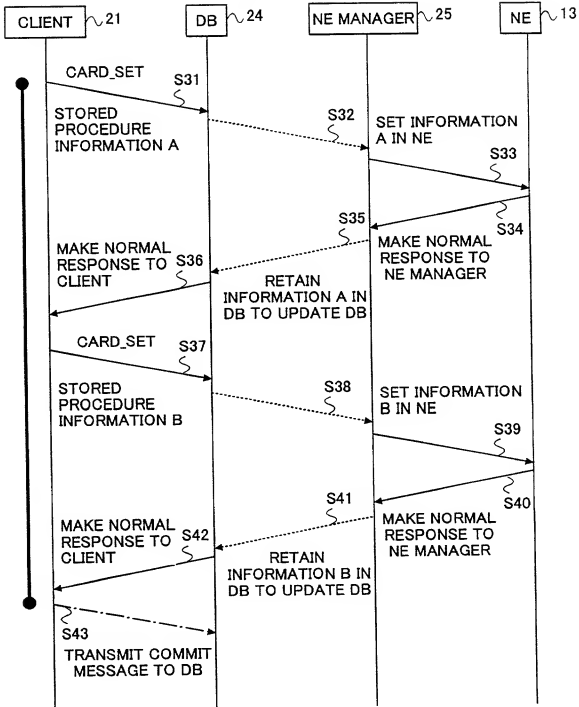 CLIENT 21
DB 24
NE MANAGER 25
NE 13
CARD_SET
S31
STORED
PROCEDURE
INFORMATION A
S32
SET INFORMATION
A IN NE
S33
S34
MAKE NORMAL
RESPONSE TO
NE MANAGER
S35
RETAIN
INFORMATION A IN
DB TO UPDATE DB
S36
MAKE NORMAL
RESPONSE TO
CLIENT
CARD_SET
S37
STORED
PROCEDURE
INFORMATION B
S38
SET INFORMATION
B IN NE
S39
S40
MAKE NORMAL
RESPONSE TO
NE MANAGER
S41
RETAIN
INFORMATION B IN
DB TO UPDATE DB
S42
MAKE NORMAL
RESPONSE TO
CLIENT
S43
TRANSMIT COMMIT
MESSAGE TO DB